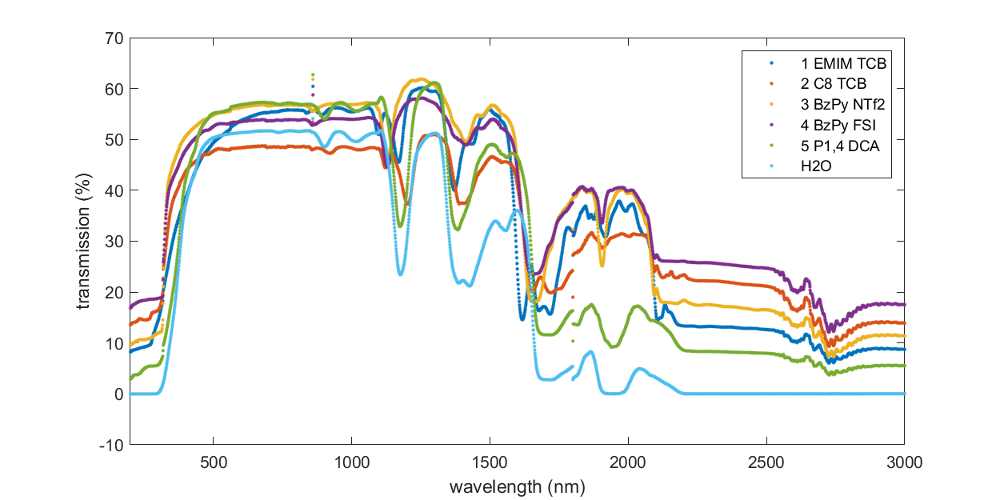 70
60
50
40
30
20
10
0
-10
transmission (%)
500
1000
1500
2000
2500
3000
wavelength (nm)
1 EMIM TCB
2 C8 TCB
3 BzPy NTf2
4 BzPy FSI
5 P1,4 DCA
H2O